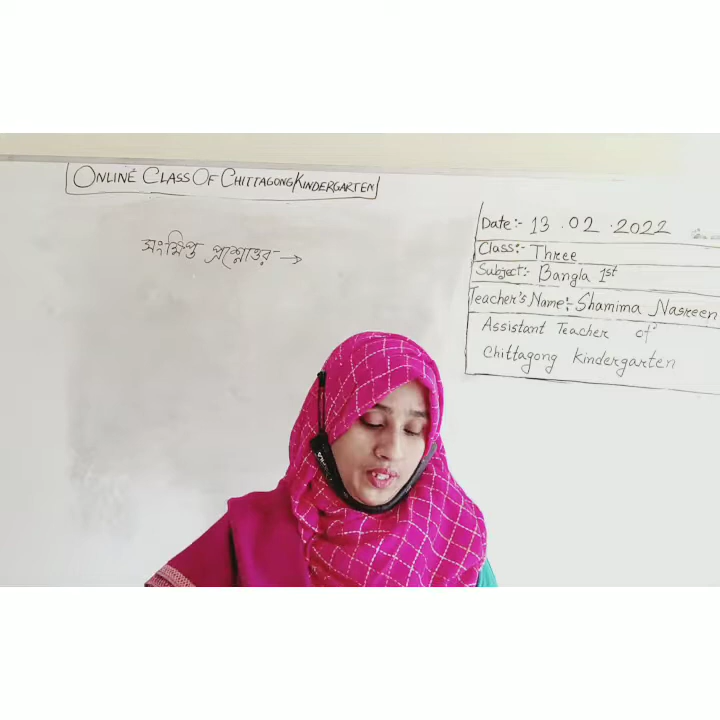 ONLINE CLASS OF CHITTAGONG KINDERGARTEN
সংক্ষিপ্ত প্রশ্নোত্তর →
Date:- 13.02.2022
Class:- Three
Subject:- Bangla 1st
Teacher's Name:- Shamima Nasreen
Assistant Teacher of
Chittagong kindergarten